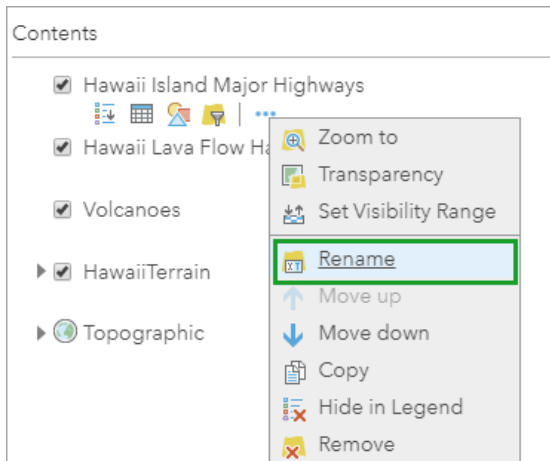 Contents
Hawaii Island Major Highways
Hawaii Lava Flow Ha
Volcanoes
HawaiiTerrain
Topographic
Zoom to
Transparency
Set Visibility Range
Rename
Move up
Move down
Copy
Hide in Legend
Remove